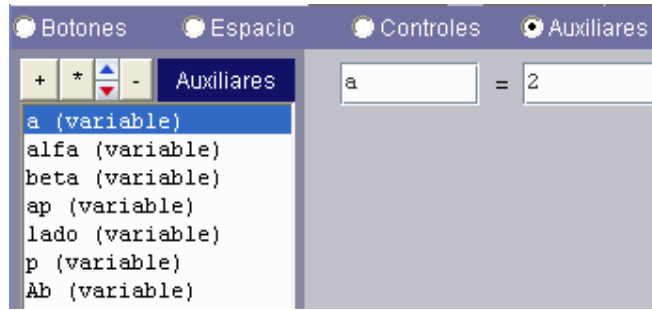 Botones Espacio Controles Auxiliares
+ * - Auxiliares a = 2
a (variable)
alfa (variable)
beta (variable)
ap (variable)
lado (variable)
p (variable)
Ab (variable)